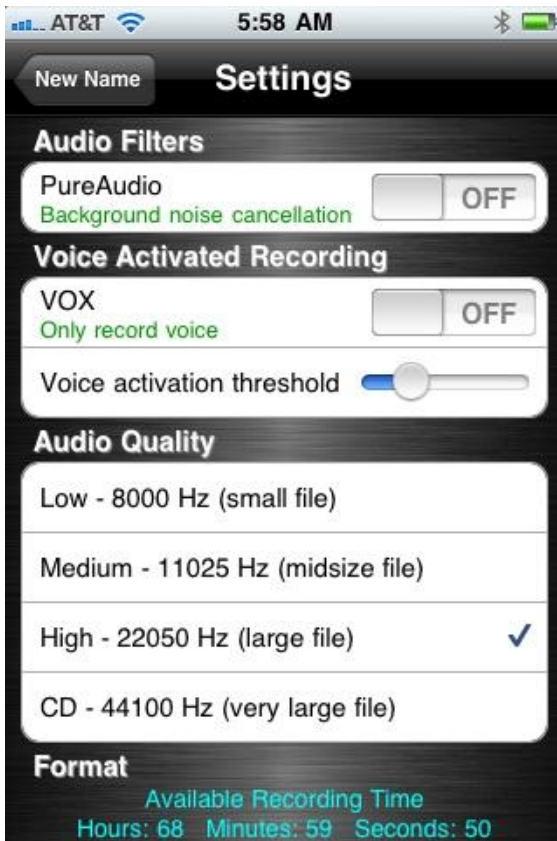 AT&T 5:58 AM
New Name Settings
Audio Filters
PureAudio OFF
Background noise cancellation
Voice Activated Recording
VOX OFF
Only record voice
Voice activation threshold
Audio Quality
Low - 8000 Hz (small file)
Medium - 11025 Hz (midsize file)
High - 22050 Hz (large file)
CD - 44100 Hz (very large file)
Format
Available Recording Time
Hours: 68 Minutes: 59 Seconds: 50